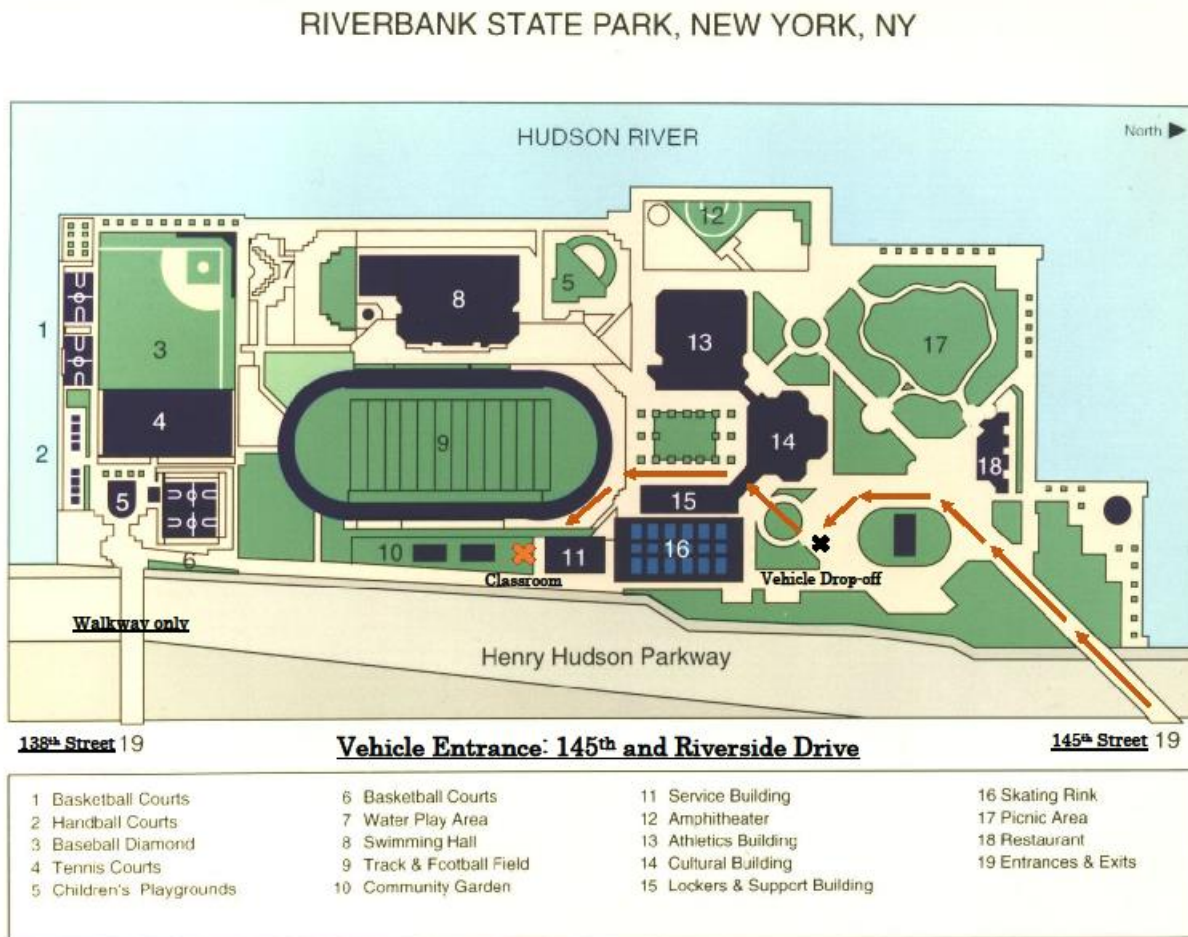 RIVERBANK STATE PARK, NEW YORK, NY
HUDSON RIVER
North
12
7
5
8
1
13
17
3
4
9
14
2
18
5
15
16
10
11
6
Classroom
Vehicle Drop-off
Walkway only
Henry Hudson Parkway
138th Street 19
Vehicle Entrance: 145th and Riverside Drive
145th Street 19
1 Basketball Courts
2 Handball Courts
3 Baseball Diamond
4 Tennis Courts
5 Children's Playgrounds
6 Basketball Courts
7 Water Play Area
8 Swimming Hall
9 Track & Football Field
10 Community Garden
11 Service Building
12 Amphitheater
13 Athletics Building
14 Cultural Building
15 Lockers & Support Building
16 Skating Rink
17 Picnic Area
18 Restaurant
19 Entrances & Exits